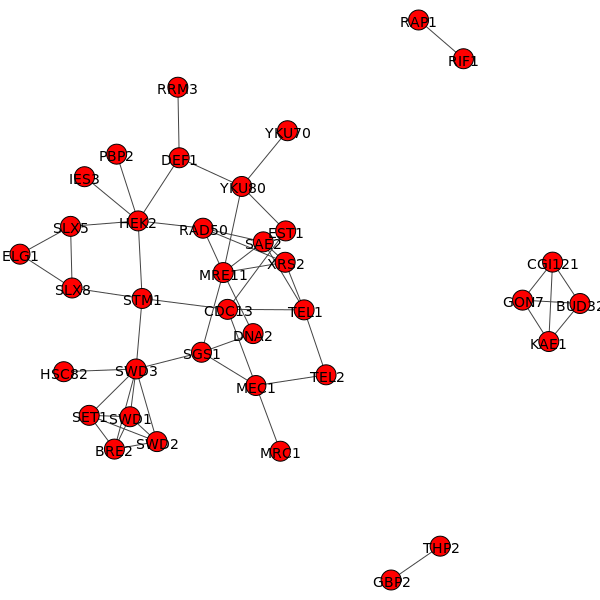 RAP1
RIF1
RRM3
YKU70
PBP2
DEF1
IES3
YKU80
SLX5
HEK2
RAD50
EST1
SAE2
ELG1
XRS2
CGI121
MRE11
SLX8
STM1
GON7
BUD32
CDC13
TEL1
DNA2
KAE1
SGS1
HSC82
SWD3
TEL2
MEC1
SET1
SWD1
SWD2
BRE2
MRC1
THP2
GBP2